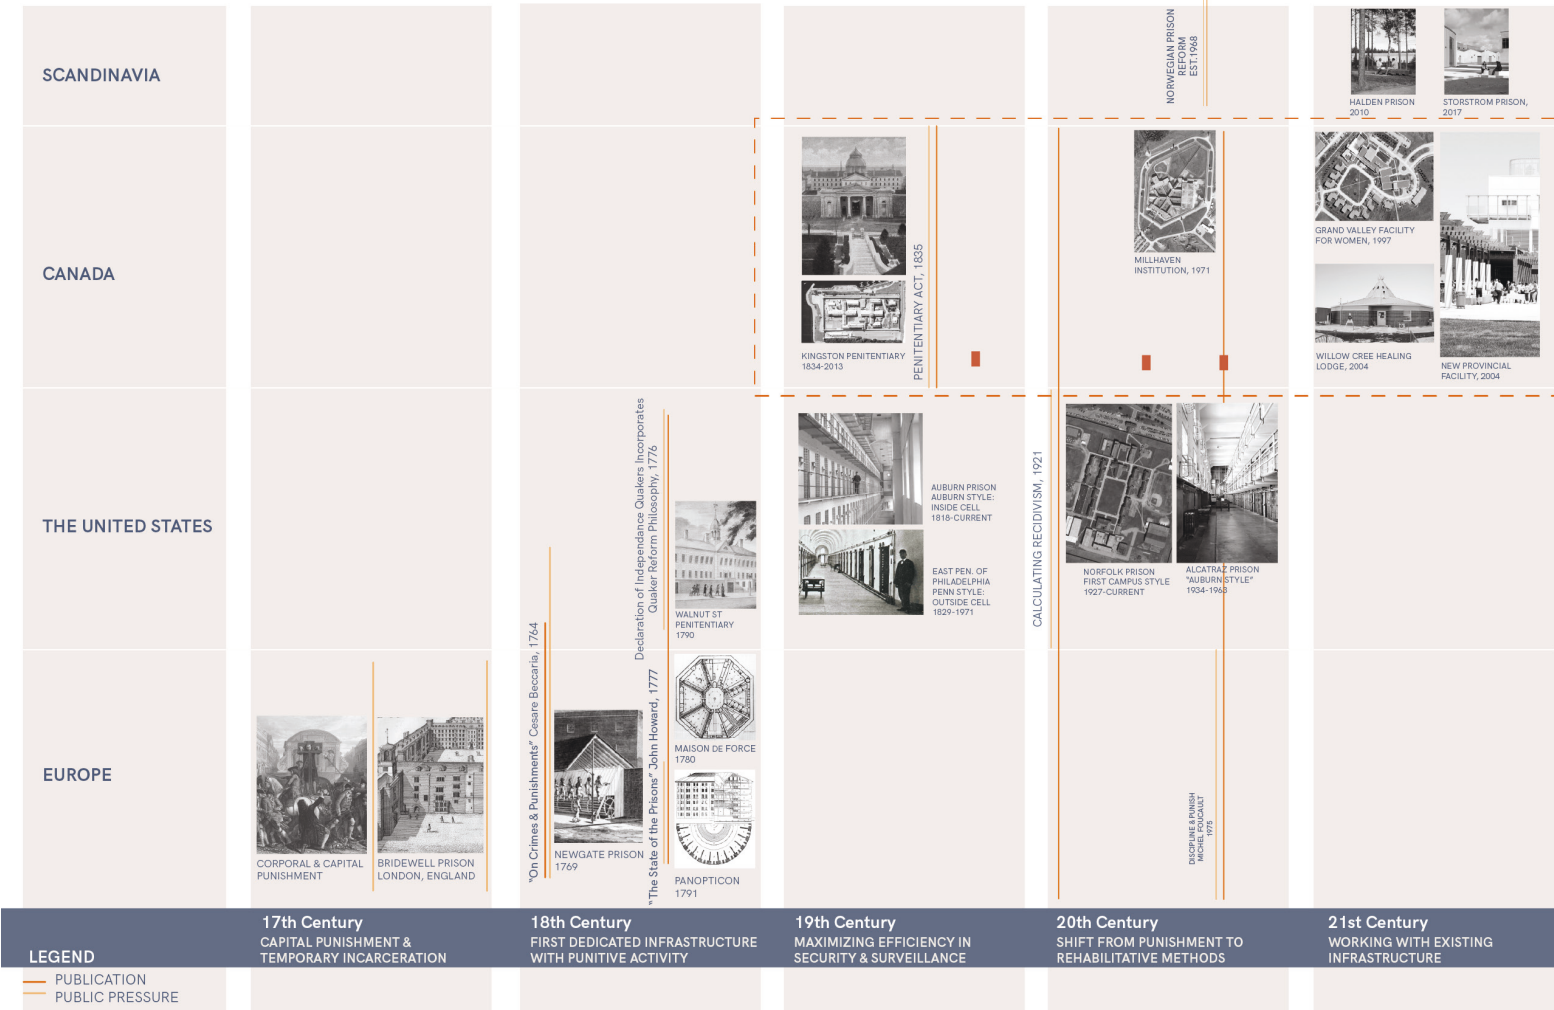 SCANDINAVIA
NORWEGIAN PRISON
REFORM
EST.1968
HALDEN PRISON
2010
STORSTROM PRISON,
2017
CANADA
KINGSTON PENITENTIARY
1834-2013
PENITENTIARY ACT, 1835
MILLHAVEN
INSTITUTION, 1971
GRAND VALLEY FACILITY
FOR WOMEN, 1997
WILLOW CREE HEALING
LODGE, 2004
NEW PROVINCIAL
FACILITY, 2004
THE UNITED STATES
Declaration of Independance Quakers Incorporates
Quaker Reform Philosophy, 1776
WALNUT ST
PENITENTIARY
1790
AUBURN PRISON
AUBURN STYLE:
INSIDE CELL
1818-CURRENT
EAST PEN. OF
PHILADELPHIA
PENN STYLE:
OUTSIDE CELL
1829-1971
CALCULATING RECIDIVISM, 1921
NORFOLK PRISON
FIRST CAMPUS STYLE
1927-CURRENT
ALCATRAZ PRISON
"AUBURN STYLE"
1934-1963
EUROPE
CORPORAL & CAPITAL
PUNISHMENT
BRIDEWELL PRISON
LONDON, ENGLAND
"On Crimes & Punishments" Cesare Beccaria, 1764
NEWGATE PRISON
1769
"The State of the Prisons" John Howard, 1777
MAISON DE FORCE
1780
PANOPTICON
1791
DISCIPLINE & PUNISH
MICHEL FOUCAULT
1975
17th Century
CAPITAL PUNISHMENT &
TEMPORARY INCARCERATION
18th Century
FIRST DEDICATED INFRASTRUCTURE
WITH PUNITIVE ACTIVITY
19th Century
MAXIMIZING EFFICIENCY IN
SECURITY & SURVEILLANCE
20th Century
SHIFT FROM PUNISHMENT TO
REHABILITATIVE METHODS
21st Century
WORKING WITH EXISTING
INFRASTRUCTURE
LEGEND
PUBLICATION
PUBLIC PRESSURE